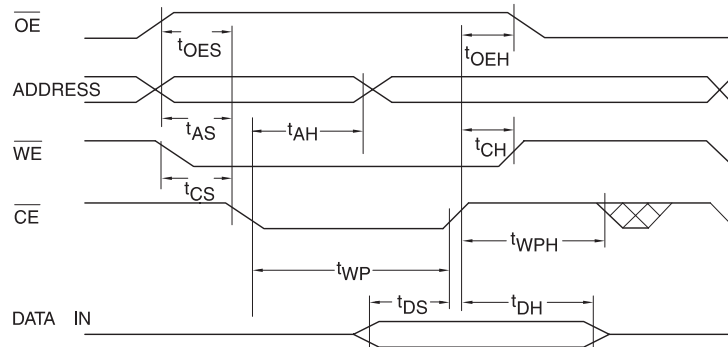 OE
tOES
tOEH
ADDRESS
tAS
tAH
tCH
WE
tCS
CE
tWPH
tWP
tDS
tDH
DATA IN